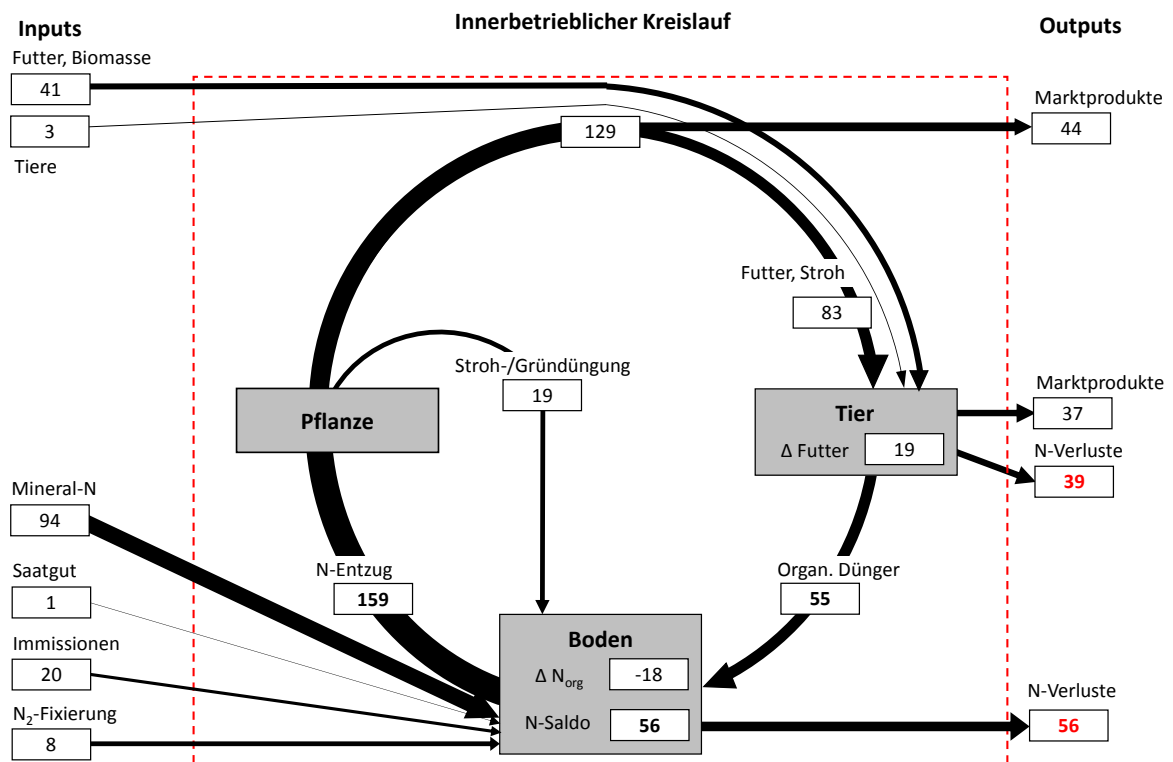 Innerbetrieblicher Kreislauf
Inputs
Outputs
Futter, Biomasse
41
3
Tiere
129
Marktprodukte
44
Futter, Stroh
83
Stroh-/Gründüngung
19
Pflanze
Tier
Δ Futter
19
Marktprodukte
37
N-Verluste
39
Mineral-N
94
Saatgut
1
Immissionen
20
N₂-Fixierung
8
N-Entzug
159
Organ. Dünger
55
Boden
Δ Norg
-18
N-Saldo
56
N-Verluste
56